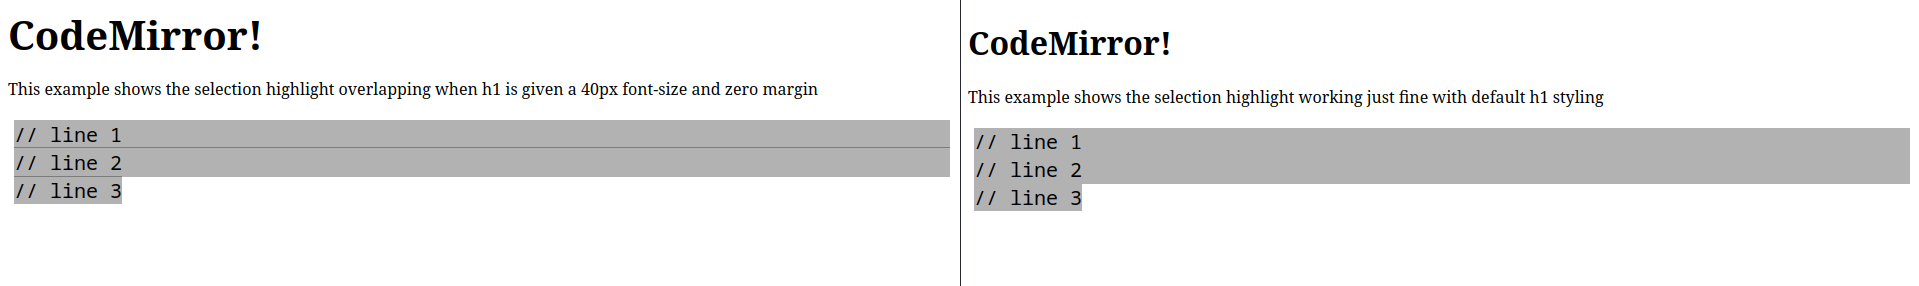 CodeMirror!
This example shows the selection highlight overlapping when h1 is given a 40px font-size and zero margin
// line 1
// line 2
// line 3
CodeMirror!
This example shows the selection highlight working just fine with default h1 styling
// line 1
// line 2
// line 3